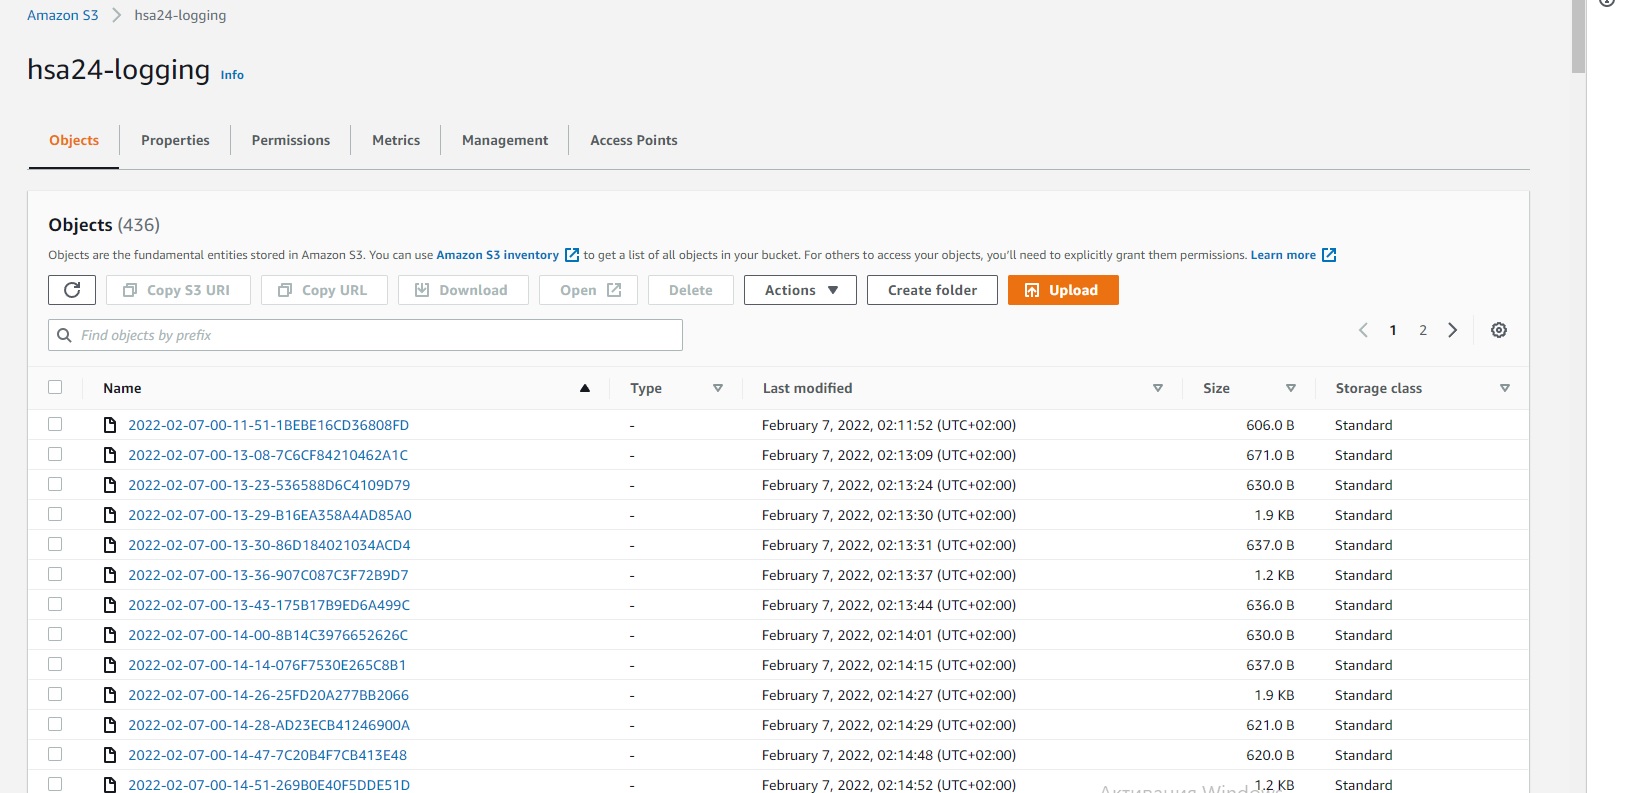 Amazon S3 > hsa24-logging
hsa24-logging Info
Objects Properties Permissions Metrics Management Access Points
Objects (436)
Objects are the fundamental entities stored in Amazon S3. You can use Amazon S3 inventory to get a list of all objects in your bucket. For others to access your objects, you'll need to explicitly grant them permissions. Learn more
Copy S3 URI Copy URL Download Open Delete Actions Create folder Upload
Find objects by prefix 1 2
Name Type Last modified Size Storage class
2022-02-07-00-11-51-1BEBE16CD36808FD - February 7, 2022, 02:11:52 (UTC+02:00) 606.0 B Standard
2022-02-07-00-13-08-7C6CF84210462A1C - February 7, 2022, 02:13:09 (UTC+02:00) 671.0 B Standard
2022-02-07-00-13-23-536588D6C4109D79 - February 7, 2022, 02:13:24 (UTC+02:00) 630.0 B Standard
2022-02-07-00-13-29-B16EA358A4AD85A0 - February 7, 2022, 02:13:30 (UTC+02:00) 1.9 KB Standard
2022-02-07-00-13-30-86D184021034ACD4 - February 7, 2022, 02:13:31 (UTC+02:00) 637.0 B Standard
2022-02-07-00-13-36-907C087C3F72B9D7 - February 7, 2022, 02:13:37 (UTC+02:00) 1.2 KB Standard
2022-02-07-00-13-43-175B17B9ED6A499C - February 7, 2022, 02:13:44 (UTC+02:00) 636.0 B Standard
2022-02-07-00-14-00-8B14C3976652626C - February 7, 2022, 02:14:01 (UTC+02:00) 630.0 B Standard
2022-02-07-00-14-14-076F7530E265C8B1 - February 7, 2022, 02:14:15 (UTC+02:00) 637.0 B Standard
2022-02-07-00-14-26-25FD20A277BB2066 - February 7, 2022, 02:14:27 (UTC+02:00) 1.9 KB Standard
2022-02-07-00-14-28-AD23ECB41246900A - February 7, 2022, 02:14:29 (UTC+02:00) 621.0 B Standard
2022-02-07-00-14-47-7C20B4F7CB413E48 - February 7, 2022, 02:14:48 (UTC+02:00) 620.0 B Standard
2022-02-07-00-14-51-269B0E40F5DDE51D - February 7, 2022, 02:14:52 (UTC+02:00) 1.2 KB Standard
Активация Windows